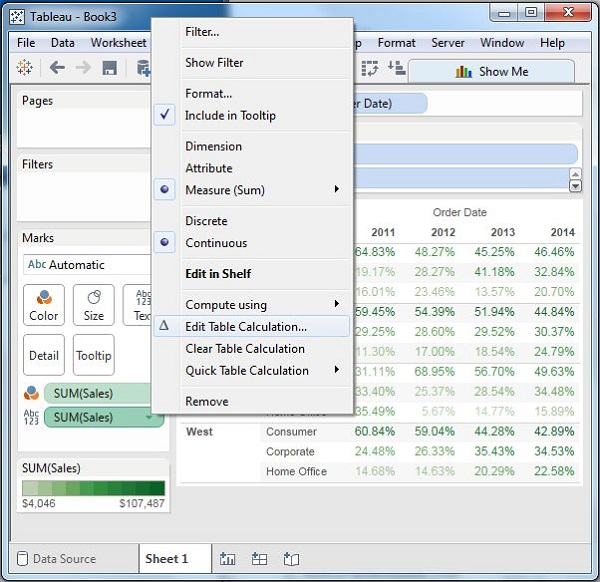 Tableau - Book3
File Data Worksheet Format Server Window Help
Show Me
Pages
Filters
Marks
Abc Automatic
Color Size
Detail Tooltip
SUM(Sales)
Abc 123 SUM(Sales)
SUM(Sales)
$4,046 $107,487
Filter...
Show Filter
Format...
Include in Tooltip
Dimension
Attribute
Measure (Sum)
Discrete
Continuous
Edit in Shelf
Compute using
Δ Edit Table Calculation...
Clear Table Calculation
Quick Table Calculation
Remove
Date)
Order Date
2011 2012 2013 2014
64.83% 48.27% 45.25% 46.46%
19.17% 28.27% 41.18% 32.84%
16.01% 23.46% 13.57% 20.70%
59.45% 54.39% 51.94% 44.84%
29.25% 28.60% 29.52% 30.37%
11.30% 17.00% 18.54% 24.79%
31.11% 68.95% 56.70% 49.63%
33.40% 25.37% 28.54% 34.48%
35.49% 5.67% 14.77% 15.89%
West Consumer 60.84% 59.04% 44.28% 42.89%
Corporate 24.48% 26.33% 35.43% 34.53%
Home Office 14.68% 14.63% 20.29% 22.58%
Data Source Sheet 1